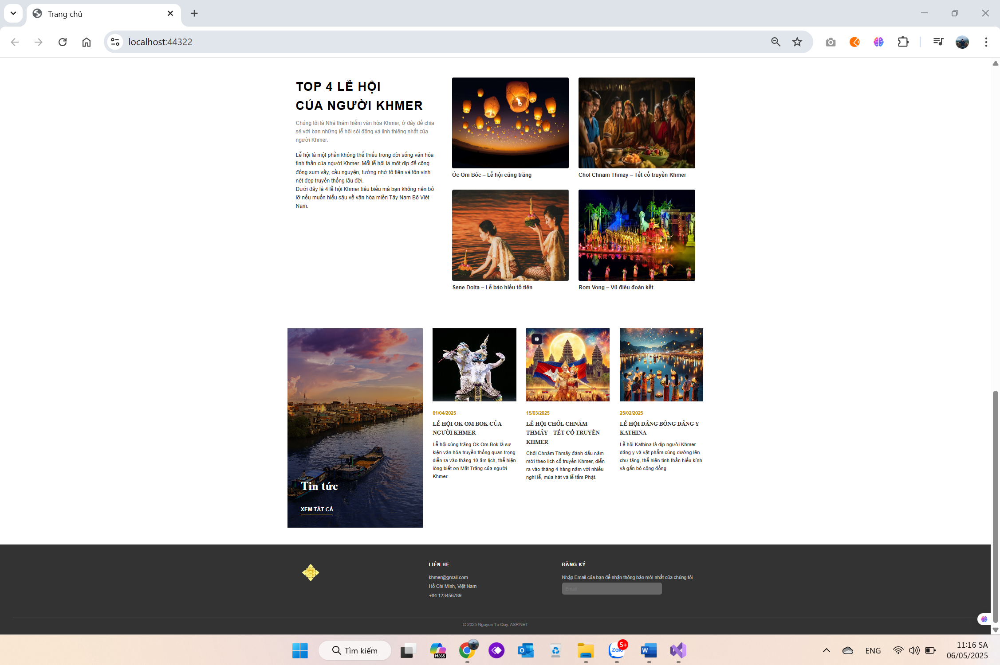 Trang chủ
localhost:44322
TOP 4 LỄ HỘI
CỦA NGƯỜI KHMER
Chúng tôi là Nhà thám hiểm văn hóa Khmer, ở đây để chia
sẻ với bạn những lễ hội sôi động và linh thiêng nhất của
người Khmer.
Lễ hội là một phần không thể thiếu trong đời sống văn hóa
tinh thần của người Khmer. Mỗi lễ hội là một dịp để cộng
đồng sum vầy, cầu nguyện, tưởng nhớ tổ tiên và tôn vinh
nét đẹp truyền thống lâu đời.
Dưới đây là 4 lễ hội Khmer tiêu biểu mà bạn không nên bỏ
lỡ nếu muốn hiểu sâu về văn hóa miền Tây Nam Bộ Việt
Nam.
Óc Om Bóc – Lễ hội cúng trăng
Chol Chnam Thmay – Tết cổ truyền Khmer
Sene Dolta – Lễ báo hiếu tổ tiên
Rom Vong – Vũ điệu đoàn kết
Tin tức
XEM TẤT CẢ
01/04/2025
LỄ HỘI OK OM BOK CỦA
NGƯỜI KHMER
Lễ hội cúng trăng Ok Om Bok là sự
kiện văn hóa truyền thống quan trọng
diễn ra vào tháng 10 âm lịch, thể hiện
lòng biết ơn Mặt Trăng của người
Khmer.
15/03/2025
LỄ HỘI CHÔL CHNĂM
THMÂY – TẾT CỔ TRUYỀN
KHMER
Chôl Chnăm Thmây đánh dấu năm
mới theo lịch cổ truyền Khmer, diễn
ra vào tháng 4 hàng năm với nhiều
nghi lễ, múa hát và lễ tắm Phật.
25/02/2025
LỄ HỘI DÂNG BÔNG DÂNG Y
KATHINA
Lễ hội Kathina là dịp người Khmer
dâng y và vật phẩm cúng dường lên
chư tăng, thể hiện tinh thần hiếu kính
và gắn bó cộng đồng.
LIÊN HỆ
khmer@gmail.com
Hồ Chí Minh, Việt Nam
+84 123456789
ĐĂNG KÝ
Nhập Email của bạn để nhận thông báo mới nhất của chúng tôi
Email
© 2025 Nguyen Tu Quy. ASP.NET
Tìm kiếm
M365
O
Zalo
5+
W
ENG
11:16 SA
06/05/2025